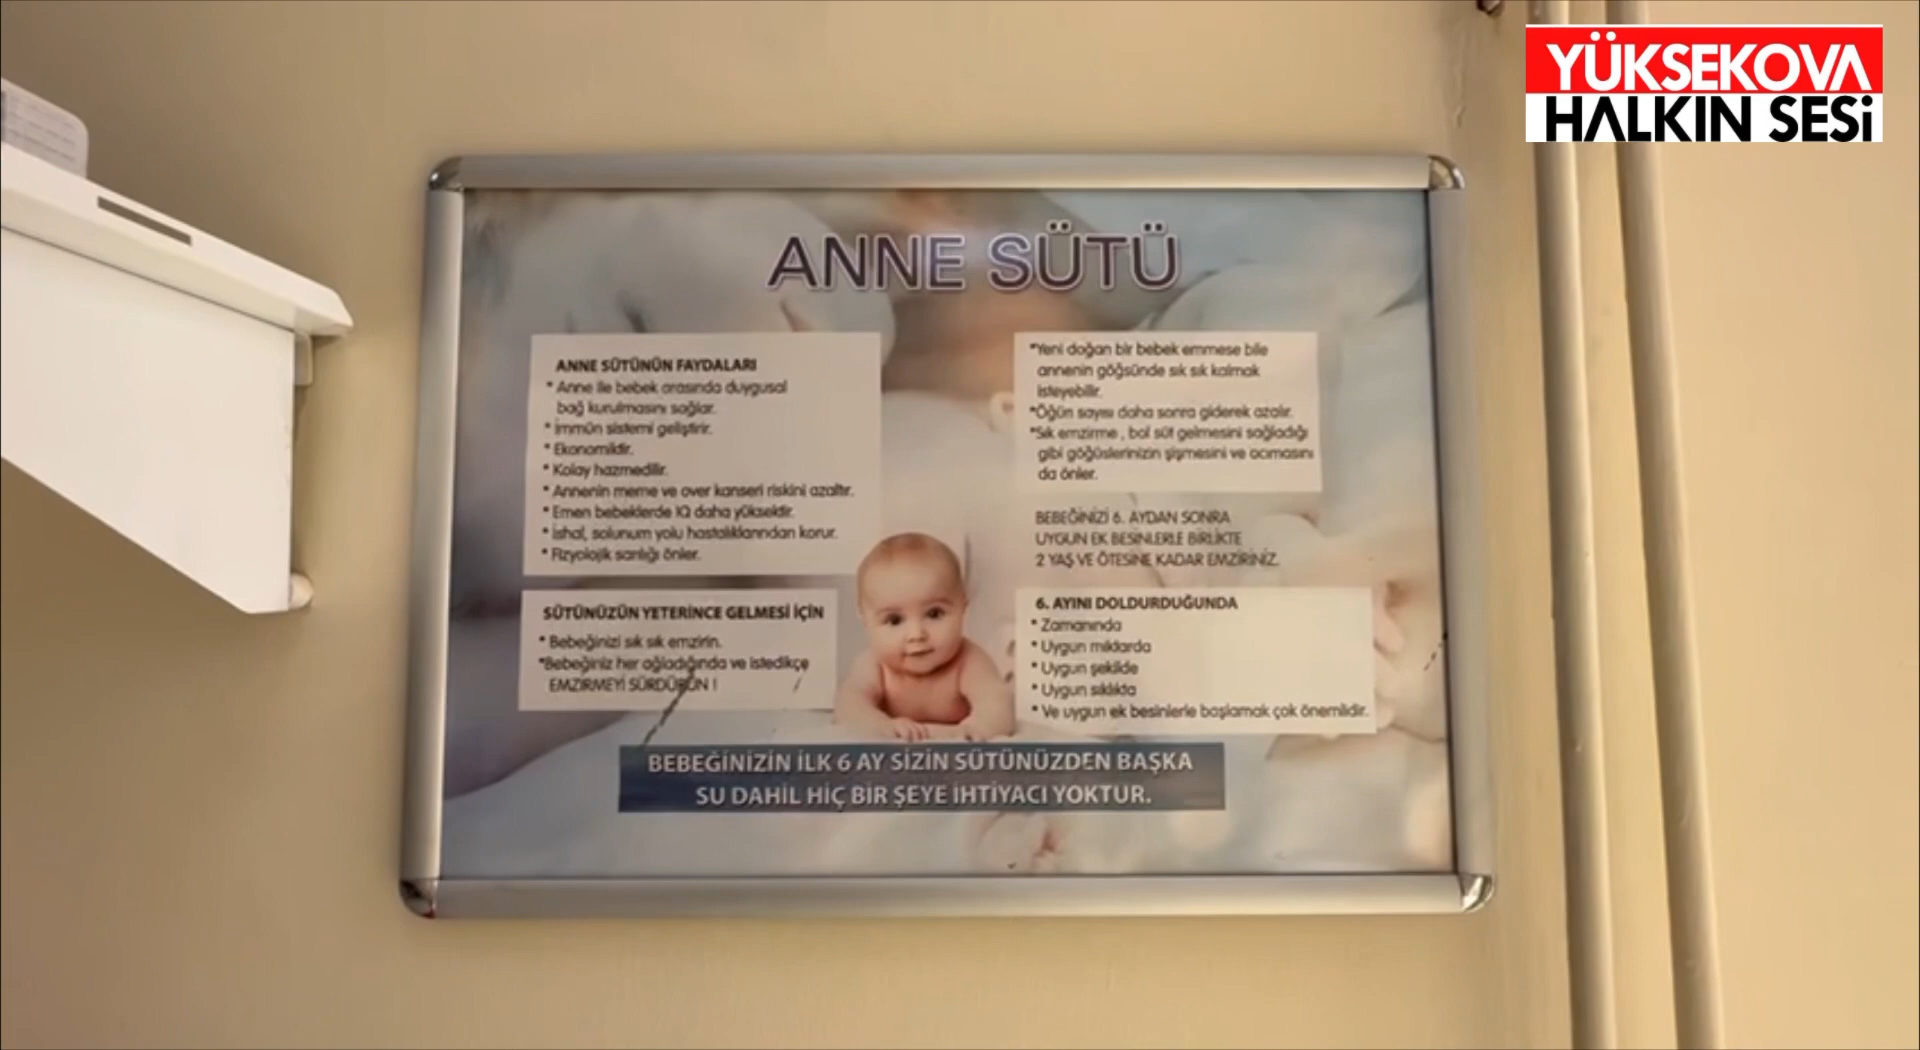 YÜKSEKOVA
HALKIN SESİ
ANNE SÜTÜ
ANNE SÜTÜNÜN FAYDALARI
* Anne ile bebek arasında duygusal
bağ kurulmasını sağlar.
* İmmün sistemi geliştirir.
* Ekonomiktir.
* Kolay hazmedilir.
* Annenin meme ve over kanseri riskini azaltır.
* Emen bebeklerde IQ daha yüksektir.
* İshal, solunum yolu hastalıklarından korur.
* Fizyolojik sarılığı önler.
SÜTÜNÜZÜN YETERİNCE GELMESİ İÇİN
* Bebeğinizi sık sık emzirin.
*Bebeğiniz her ağladığında ve istedikçe
EMZİRMEYİ SÜRDÜRÜN !
*Yeni doğan bir bebek emmese bile
annenin göğsünde sık sık kalmak
isteyebilir.
*Öğün sayısı daha sonra giderek azalır.
*Sık emzirme , bol süt gelmesini sağladığı
gibi göğüslerinizin şişmesini ve acımasını
da önler.
BEBEĞİNİZİ 6. AYDAN SONRA
UYGUN EK BESİNLERLE BİRLİKTE
2 YAŞ VE ÖTESİNE KADAR EMZİRİNİZ.
6. AYINI DOLDURDUĞUNDA
* Zamanında
* Uygun miktarda
* Uygun şekilde
* Uygun sıklıkta
* Ve uygun ek besinlerle başlamak çok önemlidir.
BEBEĞİNİZİN İLK 6 AY SİZİN SÜTÜNÜZDEN BAŞKA
SU DAHİL HİÇ BİR ŞEYE İHTİYACI YOKTUR.